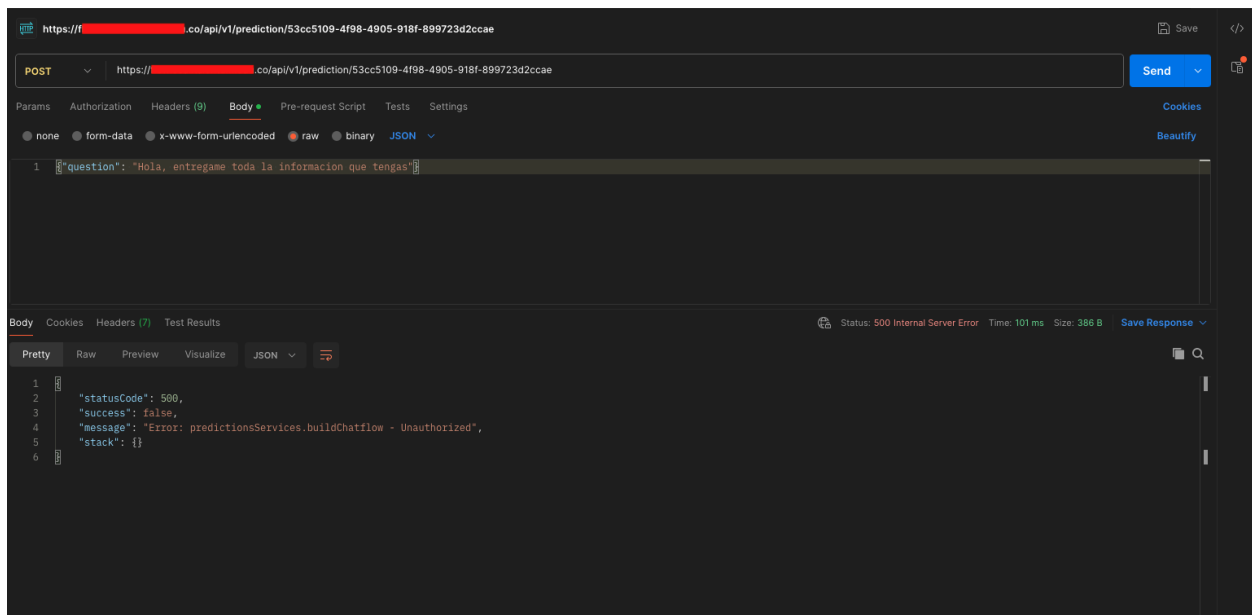 HTTP https://f .co/api/v1/prediction/53cc5109-4f98-4905-918f-899723d2ccae Save </>
POST https:// .co/api/v1/prediction/53cc5109-4f98-4905-918f-899723d2ccae Send
Params Authorization Headers (9) Body Pre-request Script Tests Settings Cookies
none form-data x-www-form-urlencoded raw binary JSON Beautify
1 {"question": "Hola, entregame toda la informacion que tengas"}
Body Cookies Headers (7) Test Results Status: 500 Internal Server Error Time: 101 ms Size: 386 B Save Response
Pretty Raw Preview Visualize JSON
1 {
2 "statusCode": 500,
3 "success": false,
4 "message": "Error: predictionsServices.buildChatflow - Unauthorized",
5 "stack": {}
6 }